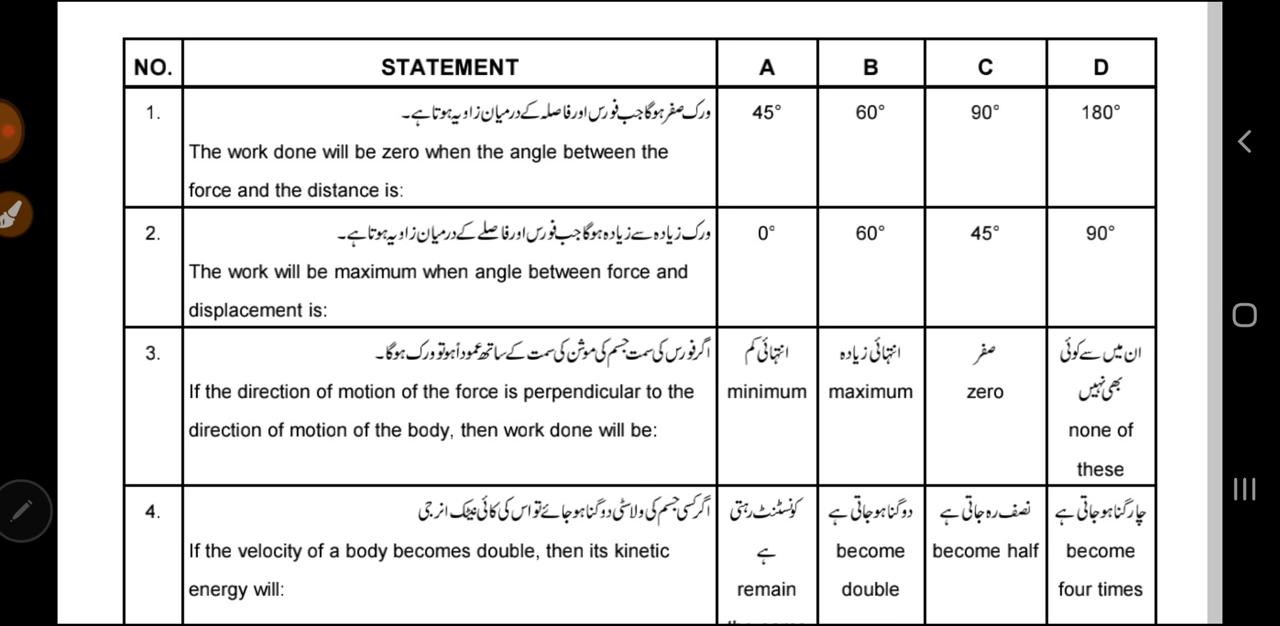 NO. STATEMENT A B C D
1. ورک صفر ہوگا جب فورس اور فاصلہ کے درمیان زاویہ ہوتا ہے۔ 45° 60° 90° 180°
The work done will be zero when the angle between the
force and the distance is:
2. ورک زیادہ سے زیادہ ہوگا جب فورس اور فاصلے کے درمیان زاویہ ہوتا ہے۔ 0° 60° 45° 90°
The work will be maximum when angle between force and
displacement is:
3. اگر فورس کی سمت جسم کی موشن کی سمت کے ساتھ عموداً ہو تو ورک ہوگا۔ انتہائی کم انتہائی زیادہ صفر ان میں سے کوئی
If the direction of motion of the force is perpendicular to the minimum maximum zero بھی نہیں
direction of motion of the body, then work done will be: none of
these
4. اگر کسی جسم کی ولاسٹی دوگنا ہو جائے تو اس کی کائی نیٹک انرجی کونسٹنٹ رہتی دوگنا ہو جاتی ہے نصف رہ جاتی ہے چار گنا ہو جاتی ہے
If the velocity of a body becomes double, then its kinetic ہے become become half become
energy will: remain double four times